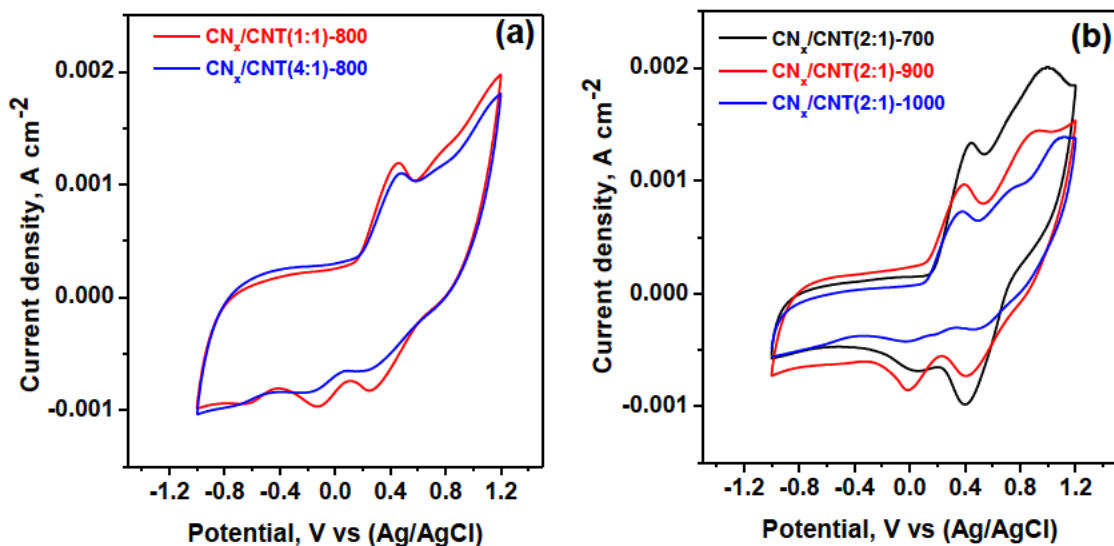 (a)
CNx/CNT(1:1)-800
CNx/CNT(4:1)-800
Current density, A cm-2
0.002
0.001
0.000
-0.001
-1.2 -0.8 -0.4 0.0 0.4 0.8 1.2
Potential, V vs (Ag/AgCl)
(b)
CNx/CNT(2:1)-700
CNx/CNT(2:1)-900
CNx/CNT(2:1)-1000
Current density, A cm-2
0.002
0.001
0.000
-0.001
-1.2 -0.8 -0.4 0.0 0.4 0.8 1.2
Potential, V vs (Ag/AgCl)